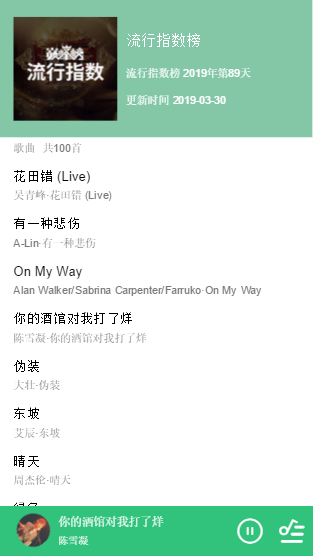 巅峰榜
流行指数
流行指数榜
流行指数榜 2019年第89天
更新时间 2019-03-30
歌曲 共100首
花田错 (Live)
吴青峰·花田错 (Live)
有一种悲伤
A-Lin·有一种悲伤
On My Way
Alan Walker/Sabrina Carpenter/Farruko·On My Way
你的酒馆对我打了烊
陈雪凝·你的酒馆对我打了烊
伪装
大壮·伪装
东坡
艾辰·东坡
晴天
周杰伦·晴天
你的酒馆对我打了烊
陈雪凝